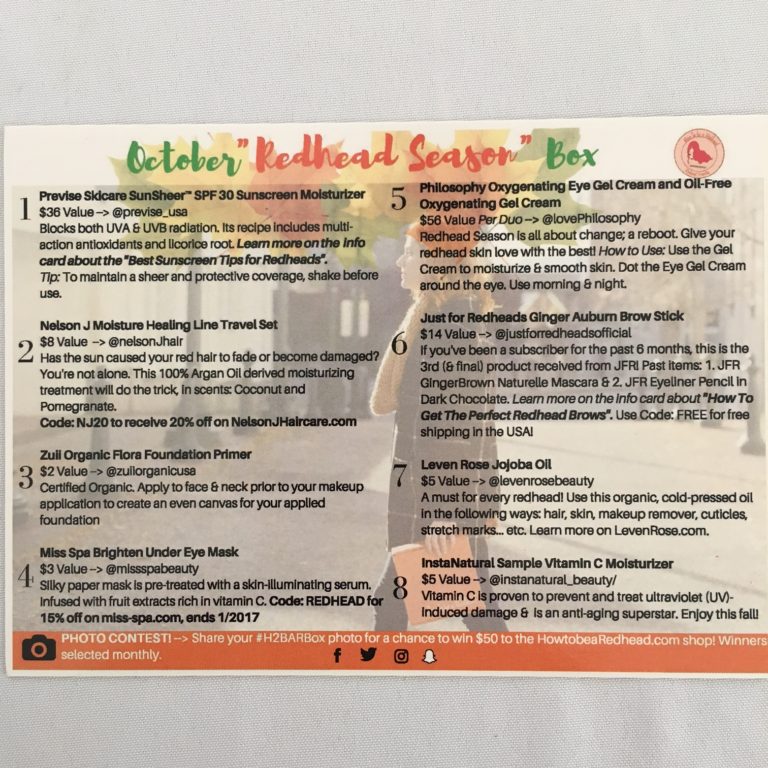 October "Redhead Season" Box
1
Previse Skicare SunSheer™ SPF 30 Sunscreen Moisturizer
$36 Value --> @previse_usa
Blocks both UVA & UVB radiation. Its recipe includes multi-
action antioxidants and licorice root. Learn more on the info
card about the "Best Sunscreen Tips for Redheads".
Tip: To maintain a sheer and protective coverage, shake before
use.
2
Nelson J Moisture Healing Line Travel Set
$8 Value --> @nelsonJhair
Has the sun caused your red hair to fade or become damaged?
You're not alone. This 100% Argan Oil derived moisturizing
treatment will do the trick, in scents: Coconut and
Pomegranate.
Code: NJ20 to receive 20% off on NelsonJHaircare.com
3
Zuii Organic Flora Foundation Primer
$2 Value --> @zuiiorganicusa
Certified Organic. Apply to face & neck prior to your makeup
application to create an even canvas for your applied
foundation
4
Miss Spa Brighten Under Eye Mask
$3 Value --> @missspabeauty
Silky paper mask is pre-treated with a skin-illuminating serum.
Infused with fruit extracts rich in vitamin C. Code: REDHEAD for
15% off on miss-spa.com, ends 1/2017
5
Philosophy Oxygenating Eye Gel Cream and Oil-Free
Oxygenating Gel Cream
$56 Value Per Duo --> @lovePhilosophy
Redhead Season is all about change; a reboot. Give your
redhead skin love with the best! How to Use: Use the Gel
Cream to moisturize & smooth skin. Dot the Eye Gel Cream
around the eye. Use morning & night.
6
Just for Redheads Ginger Auburn Brow Stick
$14 Value --> @justforredheadsofficial
If you've been a subscriber for the past 6 months, this is the
3rd (& final) product received from JFR! Past items: 1. JFR
GingerBrown Naturelle Mascara & 2. JFR Eyeliner Pencil in
Dark Chocolate. Learn more on the info card about "How To
Get The Perfect Redhead Brows". Use Code: FREE for free
shipping in the USA!
7
Leven Rose Jojoba Oil
$5 Value --> @levenrosebeauty
A must for every redhead! Use this organic, cold-pressed oil
in the following ways: hair, skin, makeup remover, cuticles,
stretch marks... etc. Learn more on LevenRose.com.
8
InstaNatural Sample Vitamin C Moisturizer
$5 Value --> @instanatural_beauty/
Vitamin C is proven to prevent and treat ultraviolet (UV)-
induced damage & is an anti-aging superstar. Enjoy this fall!
PHOTO CONTEST! --> Share your #H2BARBox photo for a chance to win $50 to the HowtobeaRedhead.com shop! Winners
selected monthly.